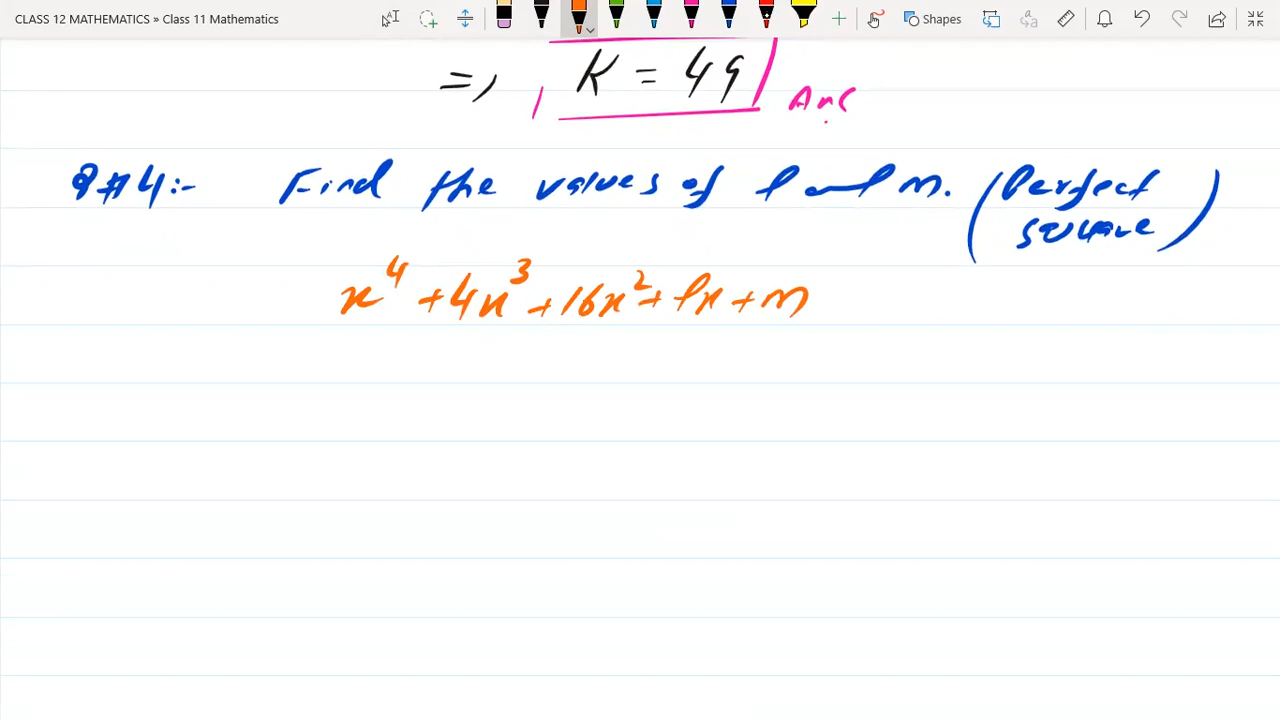 CLASS 12 MATHEMATICS » Class 11 Mathematics
Shapes
=> K = 49 Ans
Q#4:- Find the values of l and m. (Perfect
square)
x⁴ + 4x³ + 16x² + lx + m